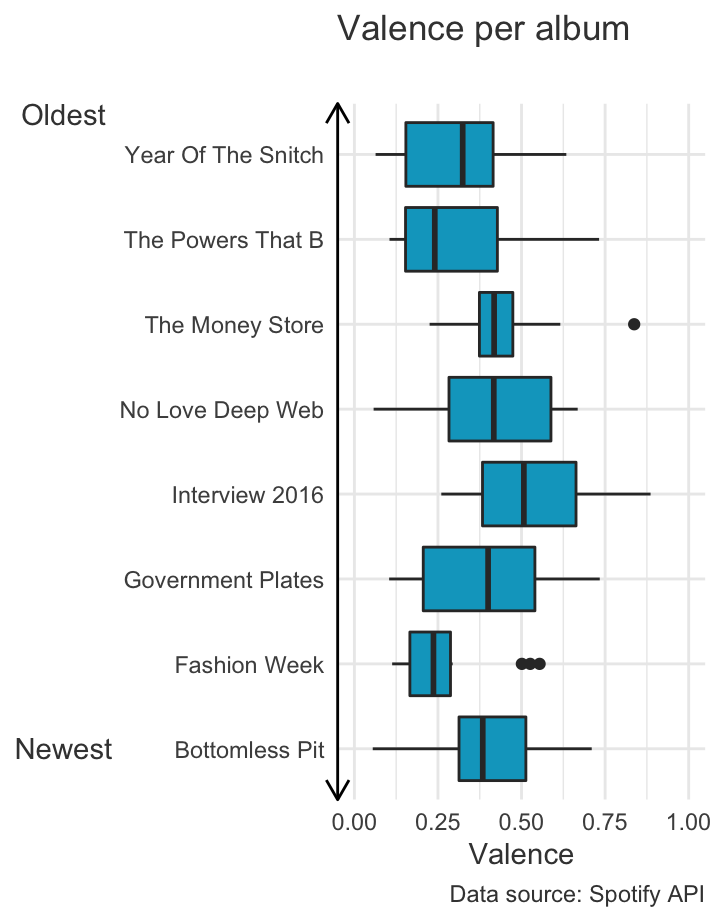 Valence per album
Oldest
Year Of The Snitch
The Powers That B
The Money Store
No Love Deep Web
Interview 2016
Government Plates
Fashion Week
Newest
Bottomless Pit
0.00 0.25 0.50 0.75 1.00
Valence
Data source: Spotify API